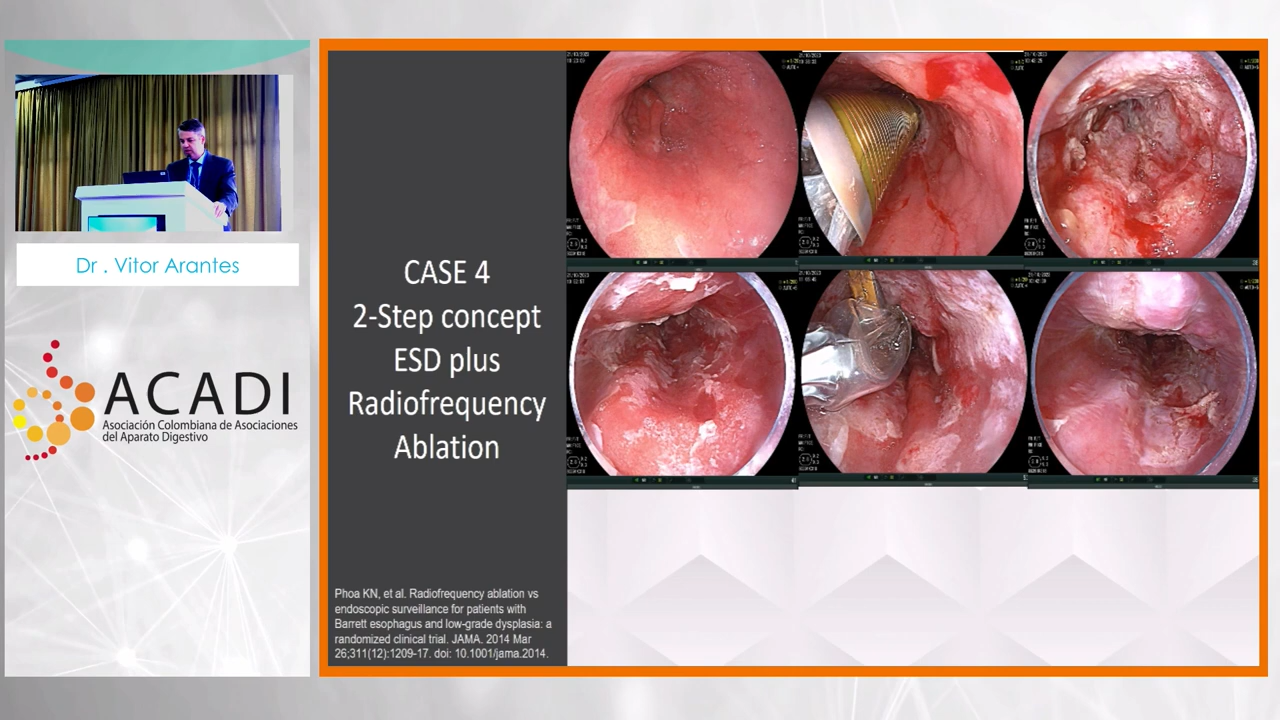 Dr . Vitor Arantes
ACADI
Asociación Colombiana de Asociaciones
del Aparato Digestivo
CASE 4
2-Step concept
ESD plus
Radiofrequency
Ablation
Phoa KN, et al. Radiofrequency ablation vs
endoscopic surveillance for patients with
Barrett esophagus and low-grade dysplasia: a
randomized clinical trial. JAMA. 2014 Mar
26;311(12):1209-17. doi: 10.1001/jama.2014.